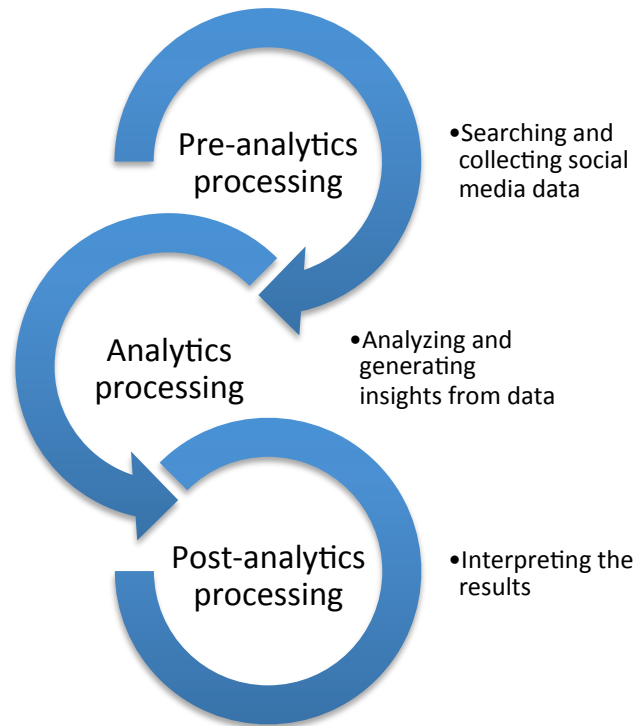 Pre-analytics
processing
•Searching and
collecting social
media data
Analytics
processing
•Analyzing and
generating
insights from data
Post-analytics
processing
•Interpreting the
results